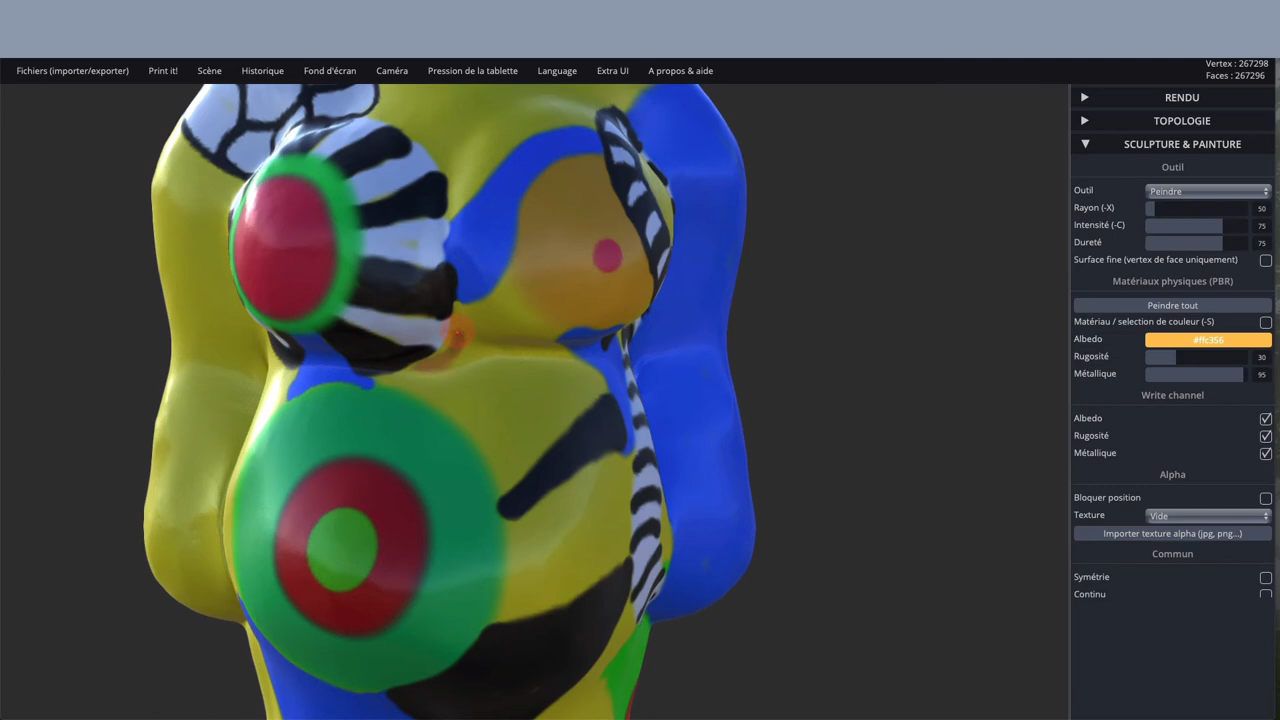 Fichiers (importer/exporter) Print it! Scène Historique Fond d'écran Caméra Pression de la tablette Language Extra UI A propos & aide
Vertex : 267298
Faces : 267296
RENDU
TOPOLOGIE
SCULPTURE & PAINTURE
Outil
Outil Peindre
Rayon (-X) 50
Intensité (-C) 75
Dureté 75
Surface fine (vertex de face uniquement)
Matériaux physiques (PBR)
Peindre tout
Matériau / selection de couleur (-S)
Albedo #ffc356
Rugosité 30
Métallique 95
Write channel
Albedo
Rugosité
Métallique
Alpha
Bloquer position
Texture Vide
Importer texture alpha (jpg, png...)
Commun
Symétrie
Continu